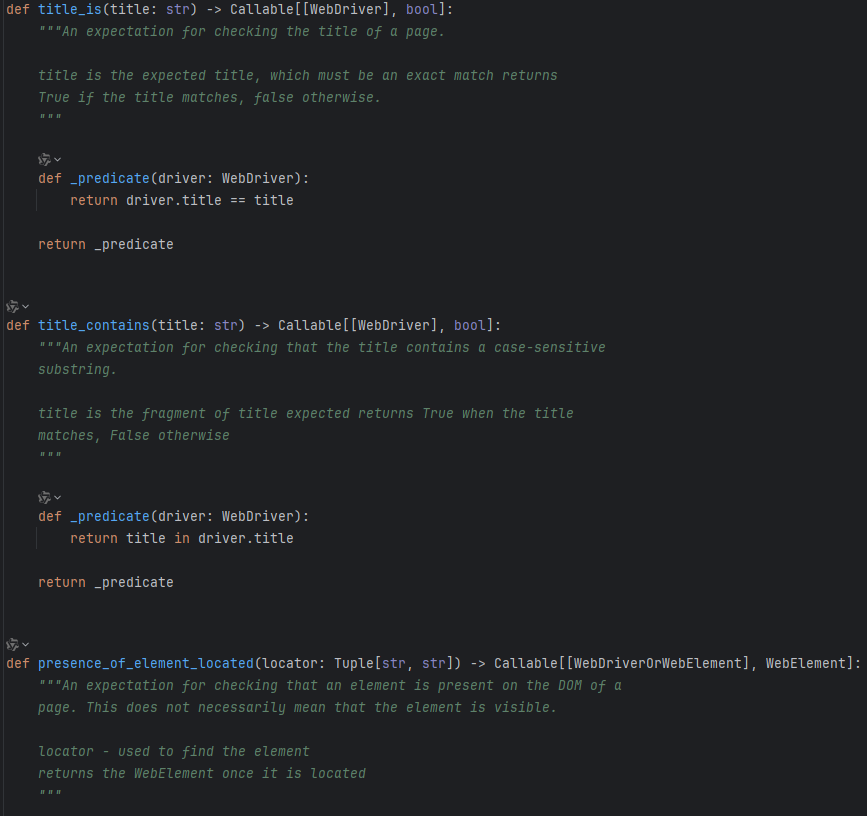 def title_is(title: str) -> Callable[[WebDriver], bool]:
    """An expectation for checking the title of a page.

    title is the expected title, which must be an exact match returns
    True if the title matches, false otherwise.
    """

    def _predicate(driver: WebDriver):
        return driver.title == title

    return _predicate


def title_contains(title: str) -> Callable[[WebDriver], bool]:
    """An expectation for checking that the title contains a case-sensitive
    substring.

    title is the fragment of title expected returns True when the title
    matches, False otherwise
    """

    def _predicate(driver: WebDriver):
        return title in driver.title

    return _predicate


def presence_of_element_located(locator: Tuple[str, str]) -> Callable[[WebDriverOrWebElement], WebElement]:
    """An expectation for checking that an element is present on the DOM of a
    page. This does not necessarily mean that the element is visible.

    locator - used to find the element
    returns the WebElement once it is located
    """